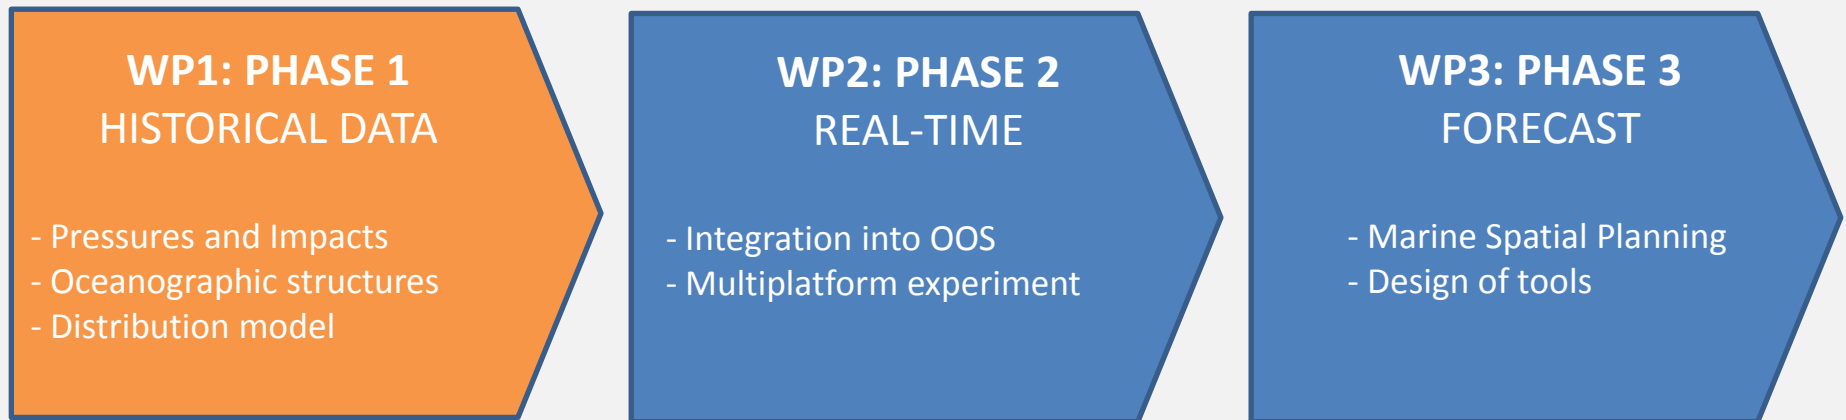 WP1: PHASE 1
HISTORICAL DATA
- Pressures and Impacts
- Oceanographic structures
- Distribution model
WP2: PHASE 2
REAL-TIME
- Integration into OOS
- Multiplatform experiment
WP3: PHASE 3
FORECAST
- Marine Spatial Planning
- Design of tools